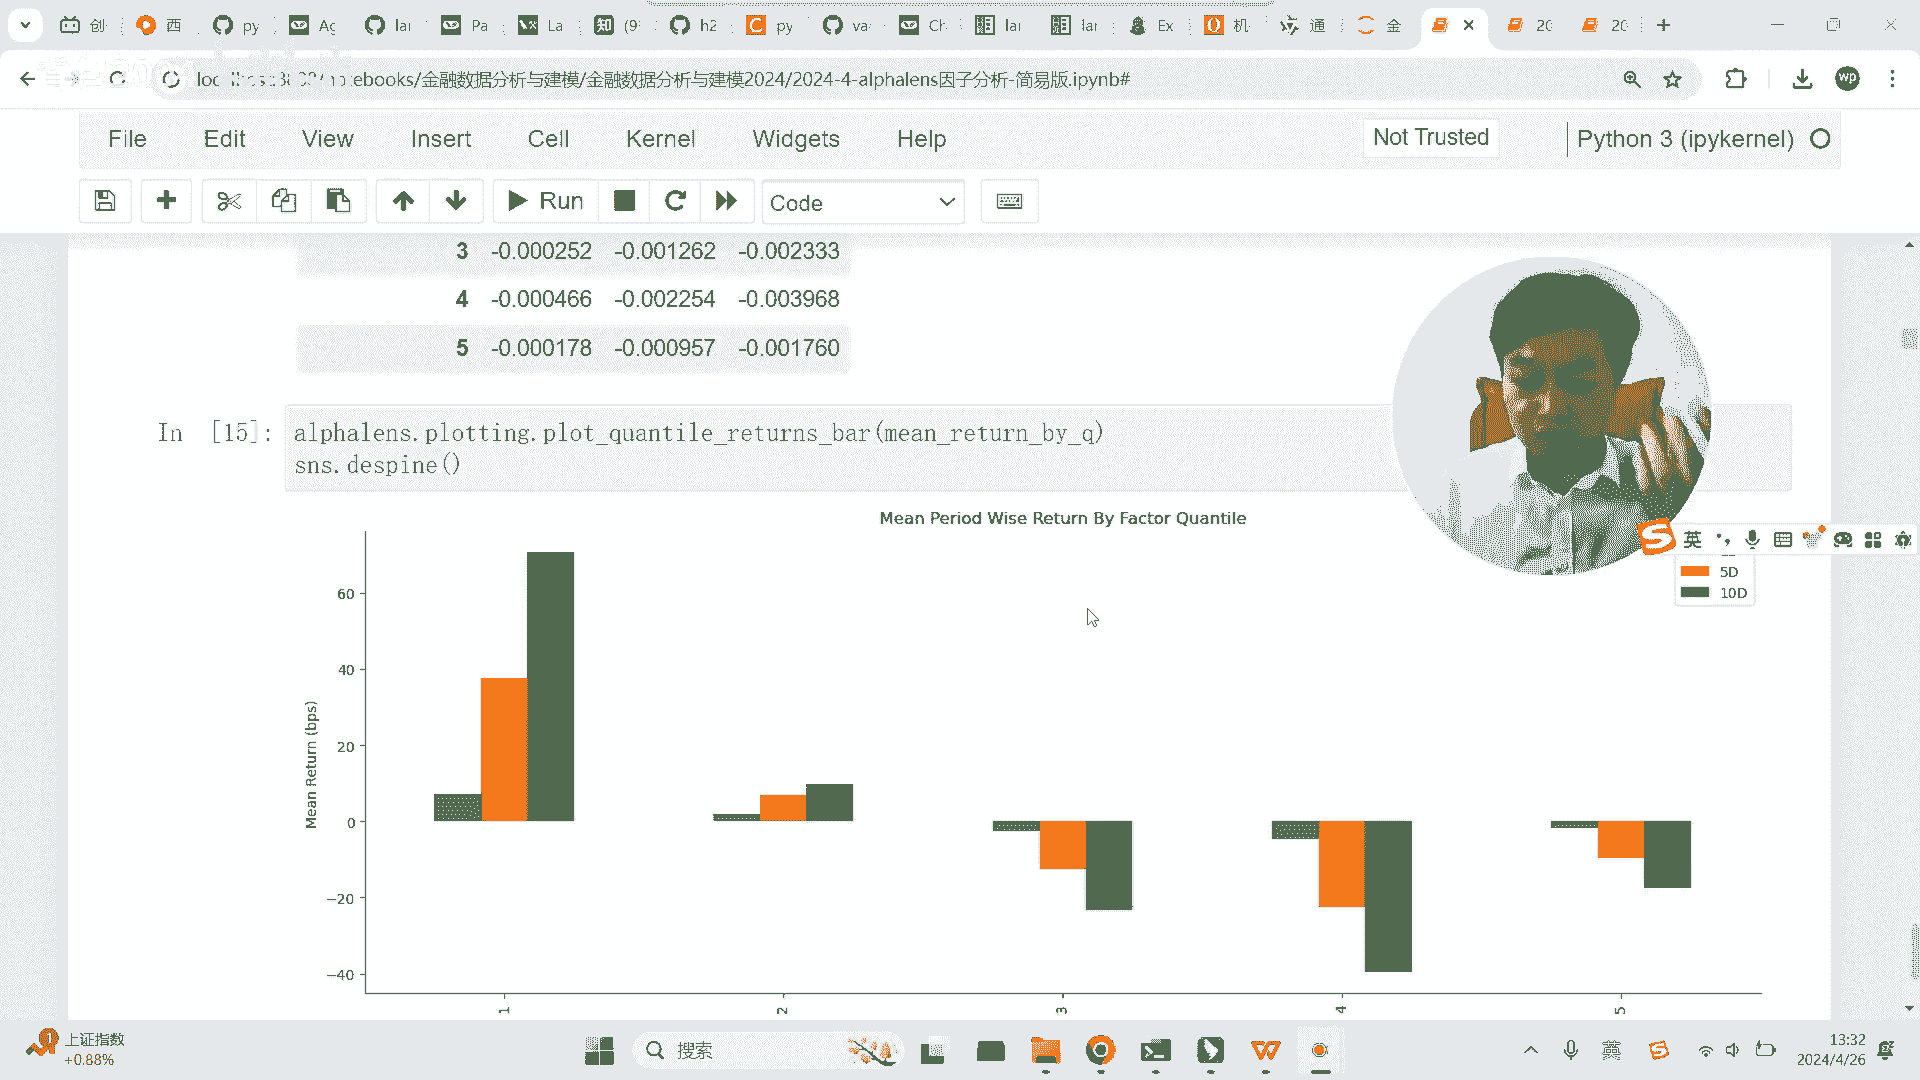 创 西 py Ag lar Pa La (9 h2 py va Ch lar lar Ex 机 通 金 20 20
notebooks/金融数据分析与建模/金融数据分析与建模2024/2024-4-alphalens因子分析-简易版.ipynb#
wp
File Edit View Insert Cell Kernel Widgets Help Not Trusted Python 3 (ipykernel)
Run Code
3 -0.000252 -0.001262 -0.002333
4 -0.000466 -0.002254 -0.003968
5 -0.000178 -0.000957 -0.001760
In [15]: alphalens.plotting.plot_quantile_returns_bar(mean_return_by_q)
sns.despine()
Mean Period Wise Return By Factor Quantile
英
5D
10D
60
40
20
0
−20
−40
Mean Return (bps)
1 2 3 4 5
上证指数
+0.88%
搜索
13:32
2024/4/26